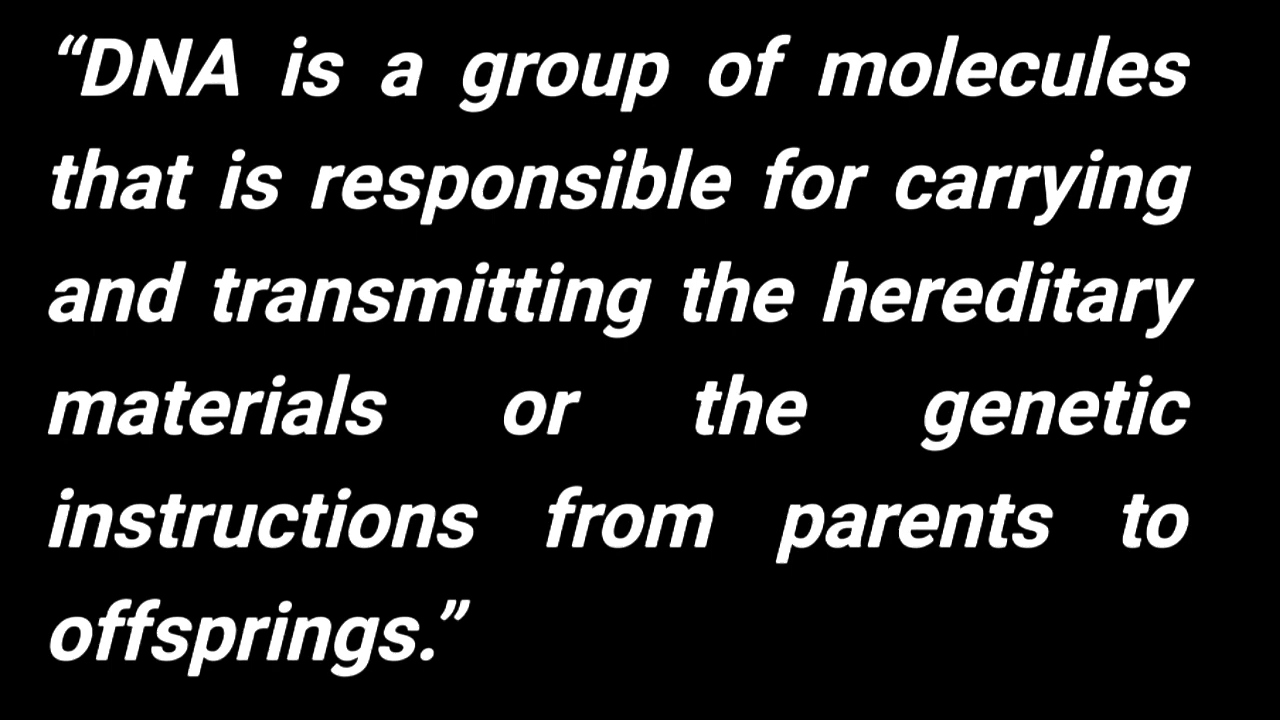 “DNA is a group of molecules
that is responsible for carrying
and transmitting the hereditary
materials or the genetic
instructions from parents to
offsprings.”